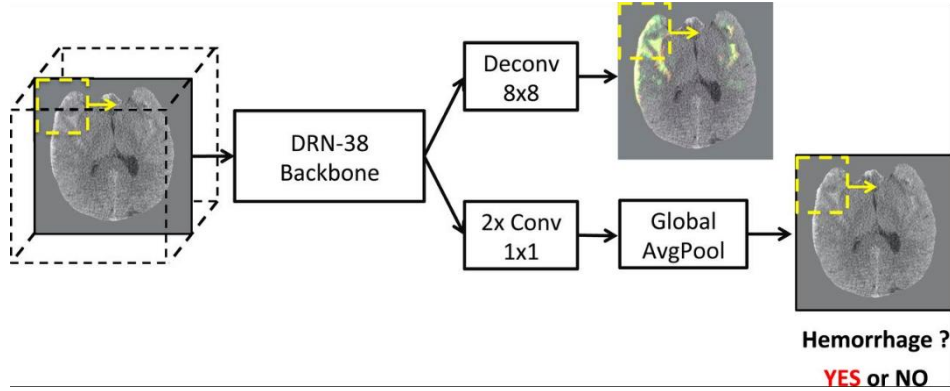 DRN-38
Backbone
Deconv
8x8
2x Conv
1x1
Global
AvgPool
Hemorrhage ?
YES or NO